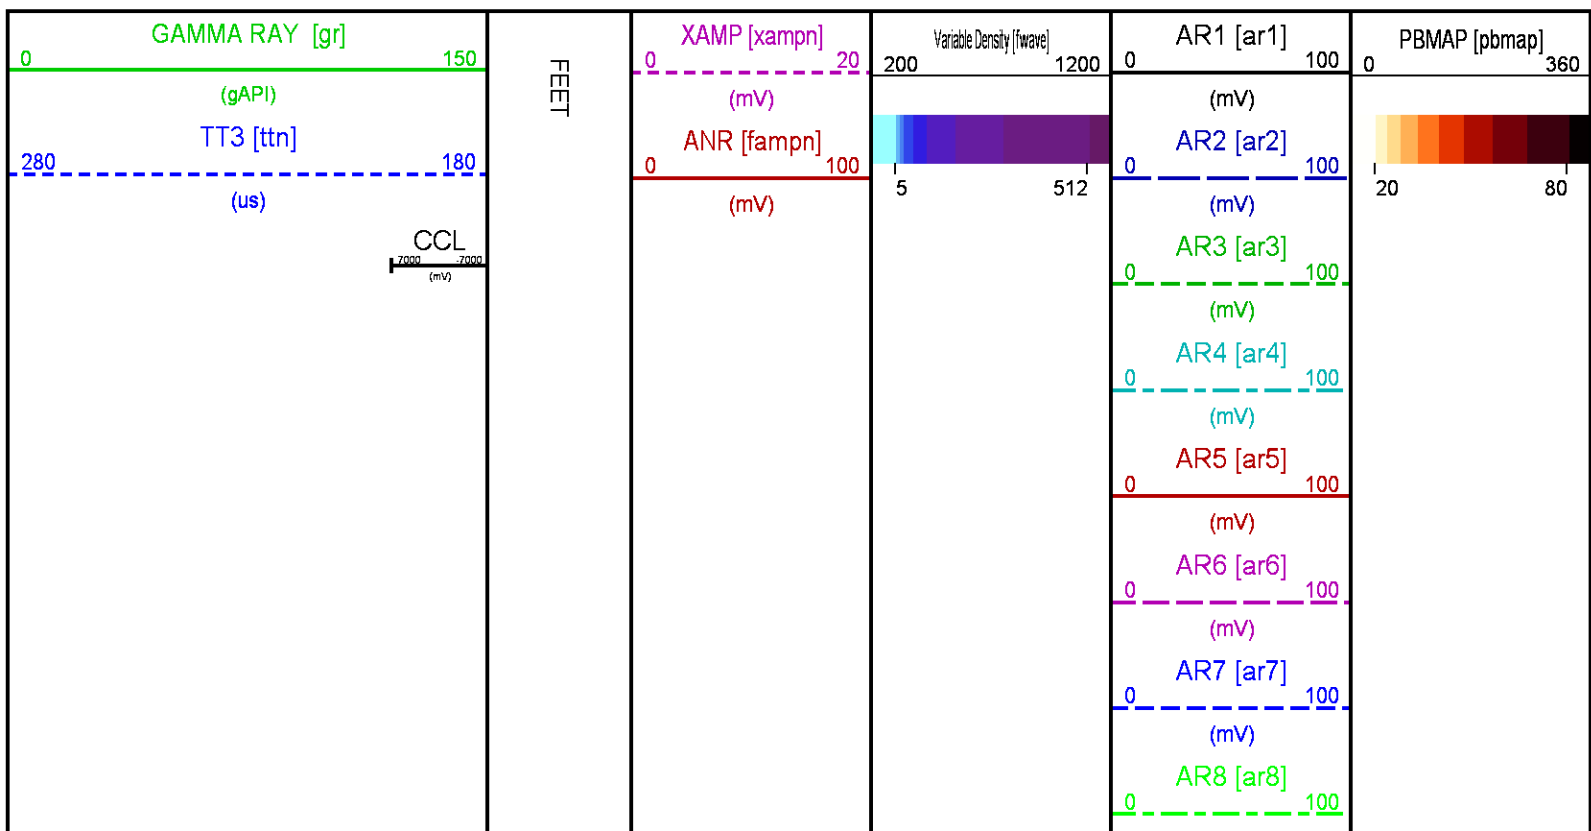 GAMMA RAY [gr]
0 150
(gAPI)
TT3 [ttn]
280 180
(us)
CCL
7000 -7000
(mV)
FEET
XAMP [xampn]
0 20
(mV)
ANR [fampn]
0 100
(mV)
Variable Density [fwave]
200 1200
5 512
AR1 [ar1]
0 100
(mV)
AR2 [ar2]
0 100
(mV)
AR3 [ar3]
0 100
(mV)
AR4 [ar4]
0 100
(mV)
AR5 [ar5]
0 100
(mV)
AR6 [ar6]
0 100
(mV)
AR7 [ar7]
0 100
(mV)
AR8 [ar8]
0 100
PBMAP [pbmap]
0 360
20 80